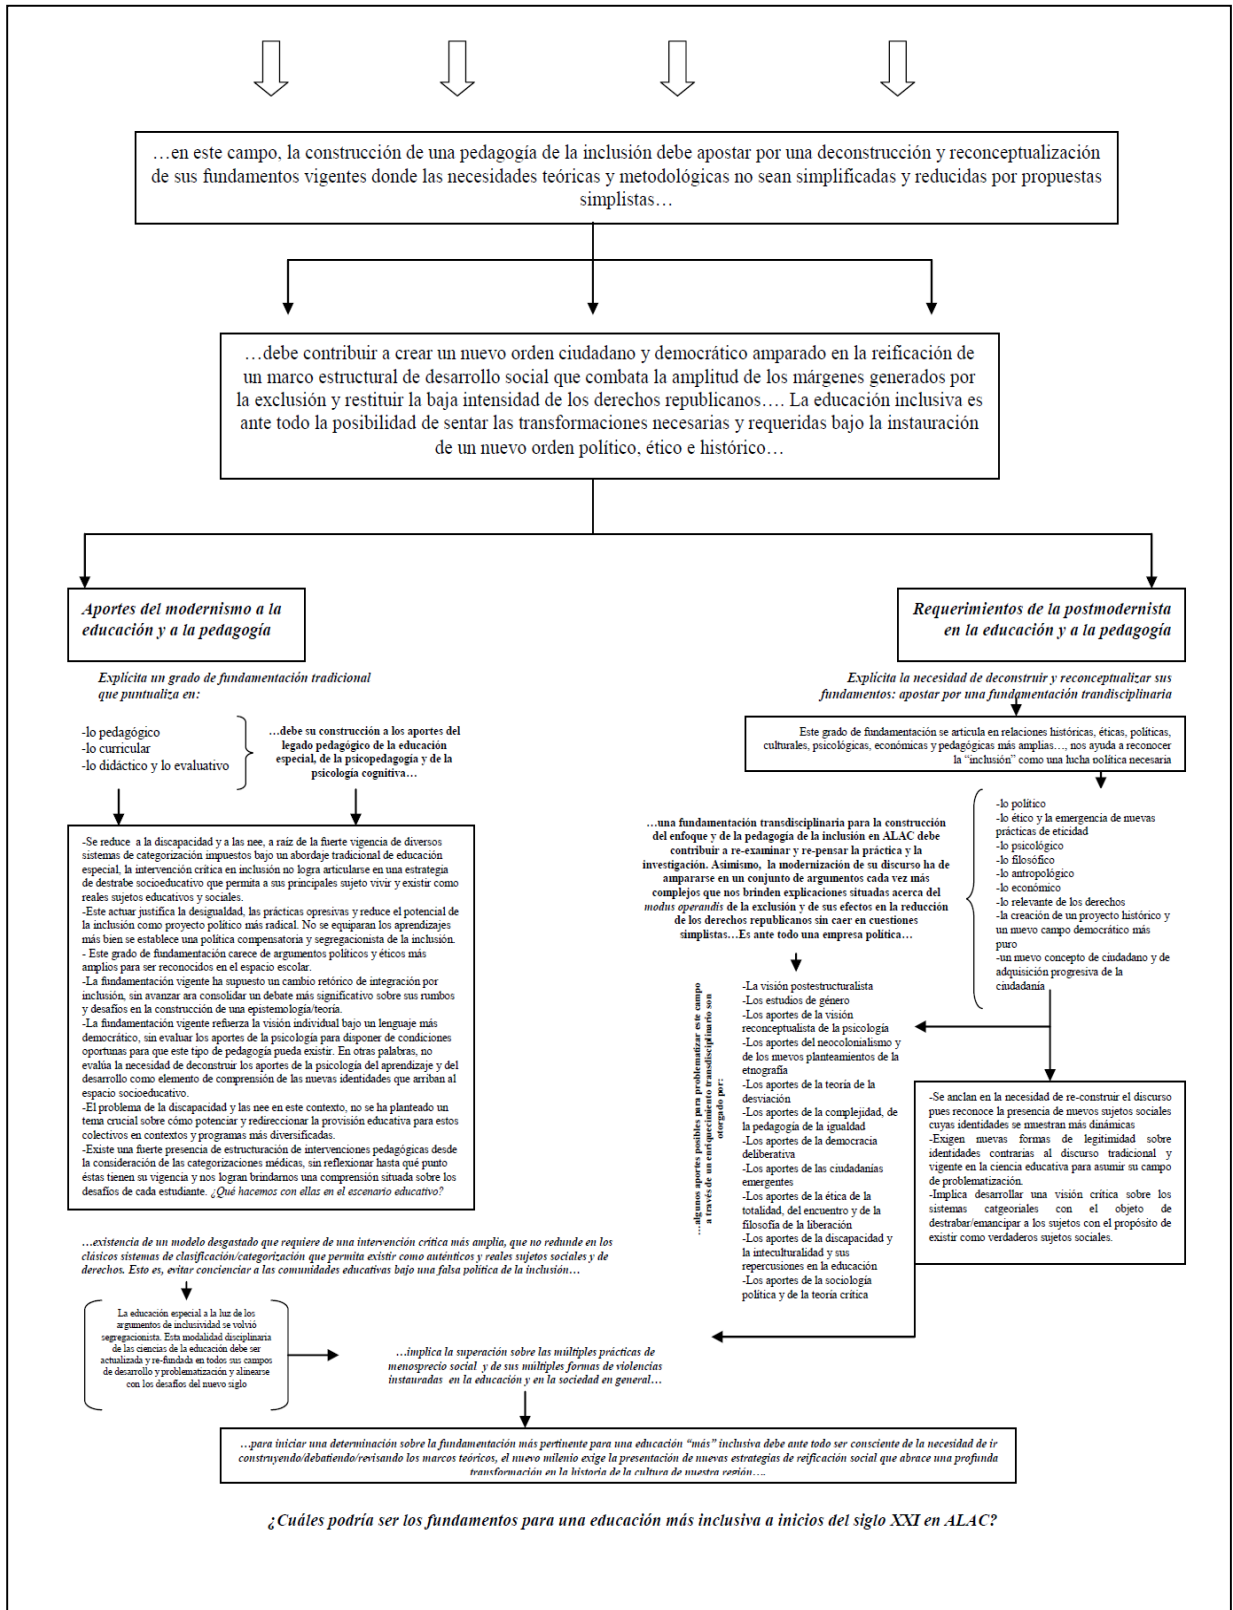 …en este campo, la construcción de una pedagogía de la inclusión debe apostar por una deconstrucción y reconceptualización
de sus fundamentos vigentes donde las necesidades teóricas y metodológicas no sean simplificadas y reducidas por propuestas
simplistas…
…debe contribuir a crear un nuevo orden ciudadano y democrático amparado en la reificación de
un marco estructural de desarrollo social que combata la amplitud de los márgenes generados por
la exclusión y restituir la baja intensidad de los derechos republicanos…. La educación inclusiva es
ante todo la posibilidad de sentar las transformaciones necesarias y requeridas bajo la instauración
de un nuevo orden político, ético e histórico…
Aportes del modernismo a la
educación y a la pedagogía
Explícita un grado de fundamentación tradicional
que puntualiza en:
-lo pedagógico
-lo curricular
-lo didáctico y lo evaluativo
…debe su construcción a los aportes del
legado pedagógico de la educación
especial, de la psicopedagogía y de la
psicología cognitiva…
-Se reduce a la discapacidad y a las nee, a raíz de la fuerte vigencia de diversos
sistemas de categorización impuestos bajo un abordaje tradicional de educación
especial, la intervención crítica en inclusión no logra articularse en una estrategia
de destrabe socioeducativo que permita a sus principales sujeto vivir y existir como
reales sujetos educativos y sociales.
-Este actuar justifica la desigualdad, las prácticas opresivas y reduce el potencial de
la inclusión como proyecto político más radical. No se equiparan los aprendizajes
más bien se establece una política compensatoria y segregacionista de la inclusión.
- Este grado de fundamentación carece de argumentos políticos y éticos más
amplios para ser reconocidos en el espacio escolar.
-La fundamentación vigente ha supuesto un cambio retórico de integración por
inclusión, sin avanzar ara consolidar un debate más significativo sobre sus rumbos
y desafíos en la construcción de una epistemología/teoría.
-La fundamentación vigente refuerza la visión individual bajo un lenguaje más
democrático, sin evaluar los aportes de la psicología para disponer de condiciones
oportunas para que este tipo de pedagogía pueda existir. En otras palabras, no
evalúa la necesidad de deconstruir los aportes de la psicología del aprendizaje y del
desarrollo como elemento de comprensión de las nuevas identidades que arriban al
espacio socioeducativo.
-El problema de la discapacidad y las nee en este contexto, no se ha planteado un
tema crucial sobre cómo potenciar y redireccionar la provisión educativa para estos
colectivos en contextos y programas más diversificadas.
-Existe una fuerte presencia de estructuración de intervenciones pedagógicas desde
la consideración de las categorizaciones médicas, sin reflexionar hasta qué punto
éstas tienen su vigencia y nos logran brindarnos una comprensión situada sobre los
desafíos de cada estudiante. ¿Qué hacemos con ellas en el escenario educativo?
…existencia de un modelo desgastado que requiere de una intervención crítica más amplia, que no redunde en los
clásicos sistemas de clasificación/categorización que permita existir como auténticos y reales sujetos sociales y de
derechos. Esto es, evitar concienciar a las comunidades educativas bajo una falsa política de la inclusión…
La educación especial a la luz de los
argumentos de inclusividad se volvió
segregacionista. Esta modalidad disciplinaria
de las ciencias de la educación debe ser
actualizada y re-fundada en todos sus campos
de desarrollo y problematización y alinearse
con los desafíos del nuevo siglo
Requerimientos de la postmodernista
en la educación y a la pedagogía
Explícita la necesidad de deconstruir y reconceptualizar sus
fundamentos: apostar por una fundamentación trandisciplinaria
Este grado de fundamentación se artícula en relaciones históricas, éticas, políticas,
culturales, psicológicas, económicas y pedagógicas más amplias…, nos ayuda a reconocer
la “inclusión” como una lucha política necesaria
-lo político
-lo ético y la emergencia de nuevas
prácticas de eticidad
-lo psicológico
-lo filosófico
-lo antropológico
-lo económico
-lo relevante de los derechos
-la creación de un proyecto histórico y
un nuevo campo democrático más
puro
-un nuevo concepto de ciudadano y de
adquisición progresiva de la
ciudadanía
…una fundamentación transdisciplinaria para la construcción
del enfoque y de la pedagogía de la inclusión en ALAC debe
contribuir a re-examinar y re-pensar la práctica y la
investigación. Asimismo, la modernización de su discurso ha de
ampararse en un conjunto de argumentos cada vez más
complejos que nos brinden explicaciones situadas acerca del
modus operandis de la exclusión y de sus efectos en la reducción
de los derechos republicanos sin caer en cuestiones
simplistas…Es ante todo una empresa política…
…algunos aportes posibles para problematizar este campo
a través de un enriquecimiento transdisciplinario son
otorgado por:
-La visión postestructuralista
-Los estudios de género
-Los aportes de la visión
reconceptualista de la psicología
-Los aportes del neocolonialismo y
de los nuevos planteamientos de la
etnografía
-Los aportes de la teoría de la
desviación
-Los aportes de la complejidad, de
la pedagogía de la igualdad
-Los aportes de la democracia
deliberativa
-Los aportes de las ciudadanías
emergentes
-Los aportes de la ética de la
totalidad, del encuentro y de la
filosofía de la liberación
-Los aportes de la discapacidad y
la inteculturalidad y sus
repercusiones en la educación
-Los aportes de la sociología
política y de la teoría crítica
-Se anclan en la necesidad de re-construir el discurso
pues reconoce la presencia de nuevos sujetos sociales
cuyas identidades se muestran más dinámicas
-Exigen nuevas formas de legitimidad sobre
identidades contrarias al discurso tradicional y
vigente en la ciencia educativa para asumir su campo
de problematización.
-Implica desarrollar una visión crítica sobre los
sistemas catgeoriales con el objeto de
destrabar/emancipar a los sujetos con el propósito de
existir como verdaderos sujetos sociales.
…implica la superación sobre las múltiples prácticas de
menosprecio social y de sus múltiples formas de violencias
instauradas en la educación y en la sociedad en general…
…para iniciar una determinación sobre la fundamentación más pertinente para una educación “más” inclusiva debe ante todo ser consciente de la necesidad de ir
construyendo/debatiendo/revisando los marcos teóricos, el nuevo milenio exige la presentación de nuevas estrategias de reificación social que abrace una profunda
transformación en la historia de la cultura de nuestra región….
¿Cuáles podría ser los fundamentos para una educación más inclusiva a inicios del siglo XXI en ALAC?